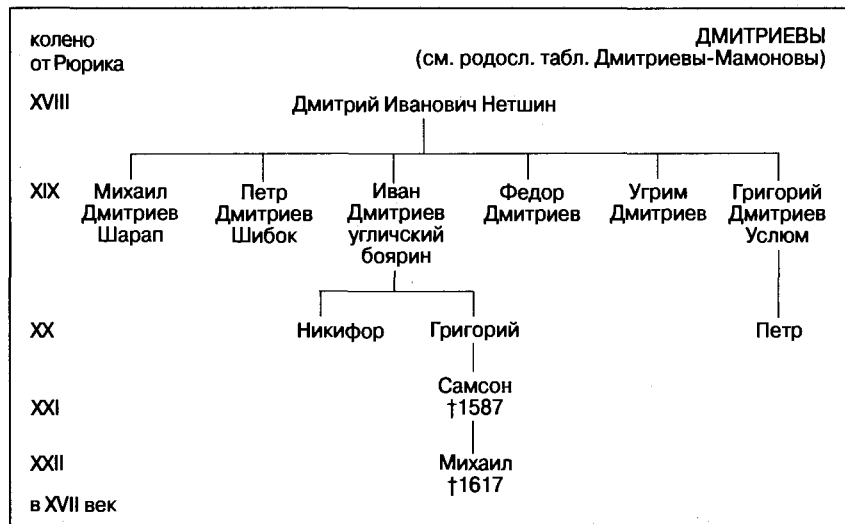 колено
от Рюрика
ДМИТРИЕВЫ
(см. родосл. табл. Дмитриевы-Мамоновы)
XVIII
Дмитрий Иванович Нетшин
XIX
Михаил
Дмитриев
Шарап
Петр
Дмитриев
Шибок
Иван
Дмитриев
угличский
боярин
Федор
Дмитриев
Угрим
Дмитриев
Григорий
Дмитриев
Услюм
XX
Никифор
Григорий
Петр
XXI
Самсон
†1587
XXII
Михаил
†1617
в XVII век